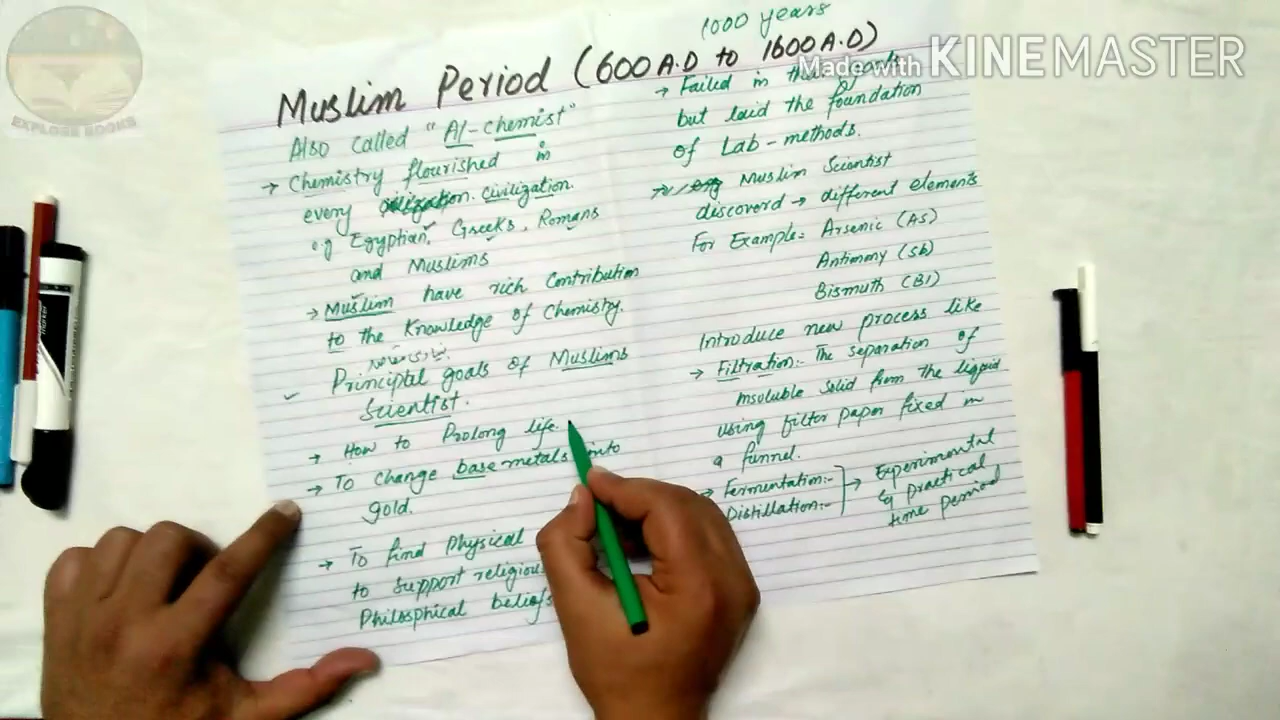 EXPLORE BOOKS
Made with KINEMASTER
1000 years
Muslim Period (600 A.D to 1600 A.D)
Also called "Al-chemist"
→ Chemistry flourished in
every civilization.
e.g Egyptian, Greeks, Romans
and Muslims
→ Muslim have rich Contribution
to the Knowledge of Chemistry.
Principlal goals of Muslims
Scientist.
→ How to Prolong life.
→ To change base metals into
gold.
→ To find Physical
to support religious
Philosphical beliefs
→ Failed in their
but laid the foundation
of Lab-methods.
Muslim Scientist
discoverd → different elements
For Example:- Arsenic (AS)
Antimony (Sb)
Bismuth (BI)
Introduce new process like
→ Filtration:- The separation of
insoluble solid from the liquid
using filter paper fixed in
a funnel.
→ Fermentation:-
Distillation:-
→ Experimental
& practical
time period